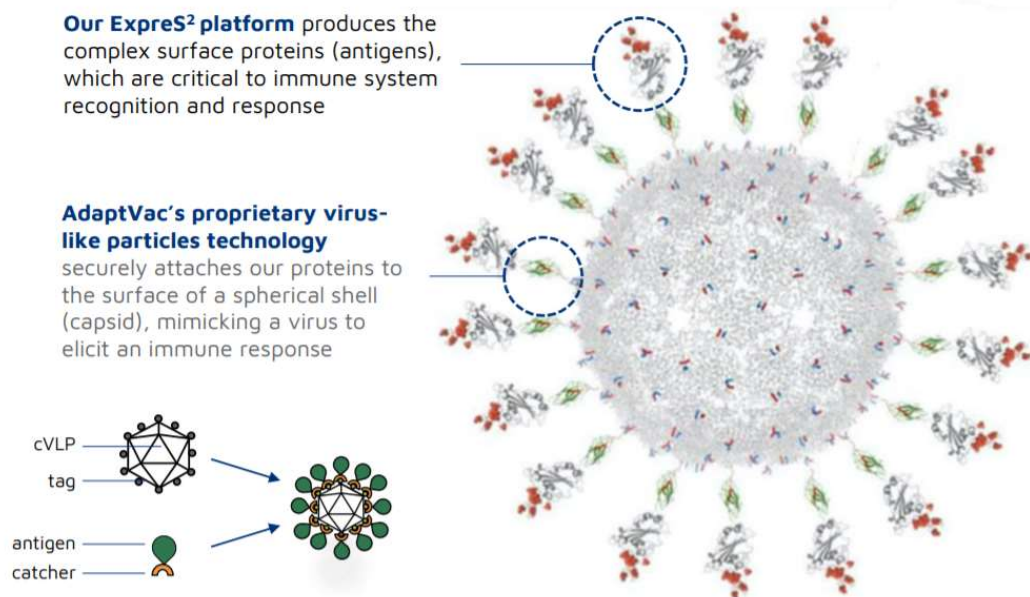 Our ExpreS² platform produces the
complex surface proteins (antigens),
which are critical to immune system
recognition and response
AdaptVac's proprietary virus-
like particles technology
securely attaches our proteins to
the surface of a spherical shell
(capsid), mimicking a virus to
elicit an immune response
cVLP
tag
antigen
catcher